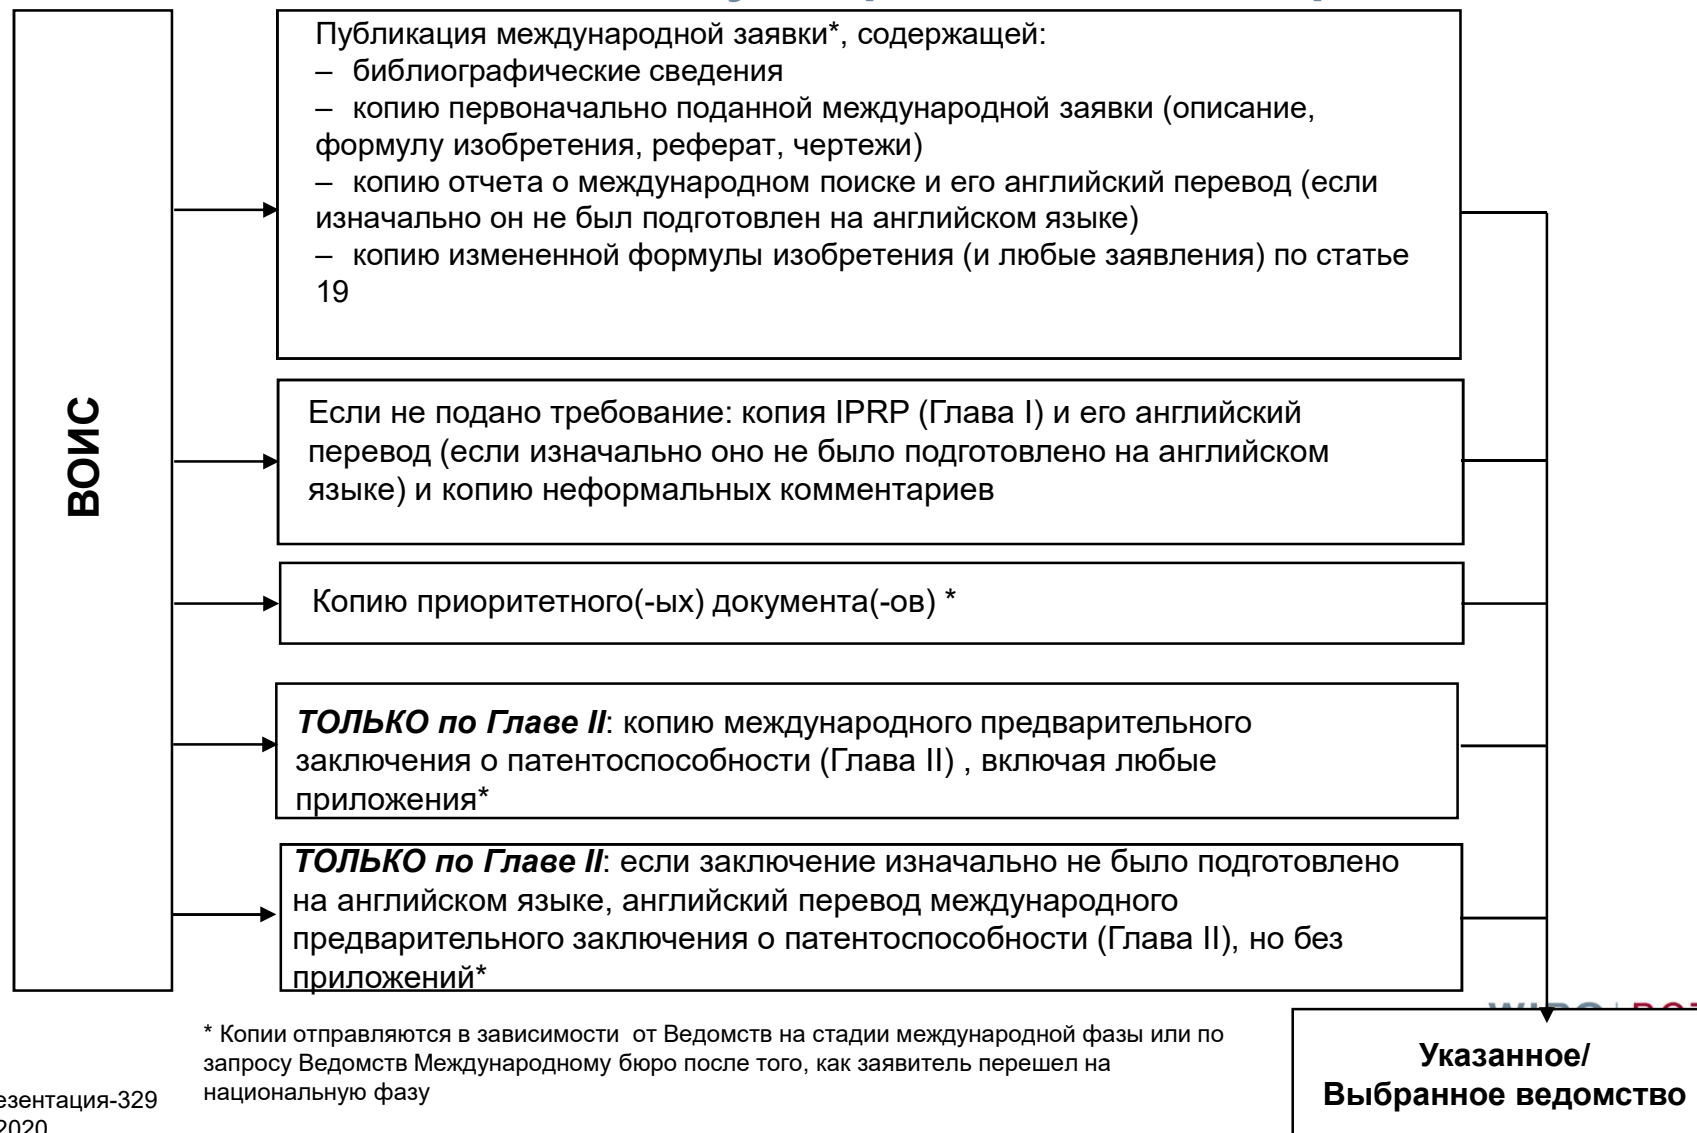 Публикация международной заявки*, содержащей:
– библиографические сведения
– копию первоначально поданной международной заявки (описание,
формулу изобретения, реферат, чертежи)
– копию отчета о международном поиске и его английский перевод (если
изначально он не был подготовлен на английском языке)
– копию измененной формулы изобретения (и любые заявления) по статье
19
ВОИС
Если не подано требование: копия IPRP (Глава I) и его английский
перевод (если изначально оно не было подготовлено на английском
языке) и копию неформальных комментариев
Копию приоритетного(-ых) документа(-ов) *
ТОЛЬКО по Главе II: копию международного предварительного
заключения о патентоспособности (Глава II) , включая любые
приложения*
ТОЛЬКО по Главе II: если заключение изначально не было подготовлено
на английском языке, английский перевод международного
предварительного заключения о патентоспособности (Глава II), но без
приложений*
* Копии отправляются в зависимости от Ведомств на стадии международной фазы или по
запросу Ведомств Международному бюро после того, как заявитель перешел на
национальную фазу
Указанное/
Выбранное ведомство
езентация-329
2020